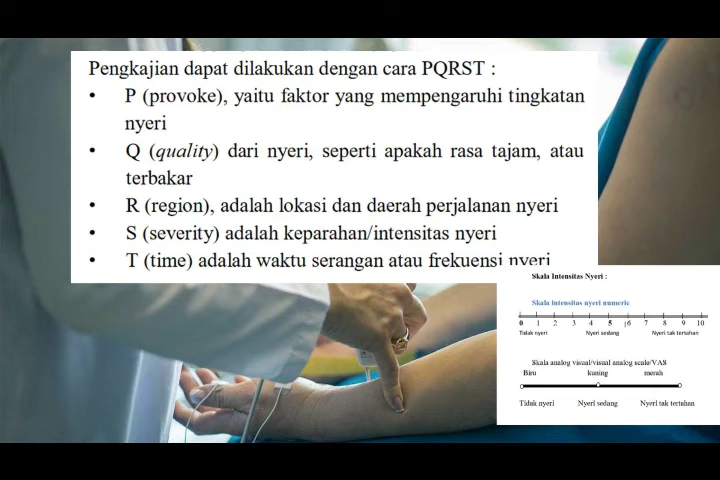 Pengkajian dapat dilakukan dengan cara PQRST :
• P (provoke), yaitu faktor yang mempengaruhi tingkatan
nyeri
• Q (quality) dari nyeri, seperti apakah rasa tajam, atau
terbakar
• R (region), adalah lokasi dan daerah perjalanan nyeri
• S (severity) adalah keparahan/intensitas nyeri
• T (time) adalah waktu serangan atau frekuensi nyeri
Skala Intensitas Nyeri :
Skala intensitas nyeri numeric
0 1 2 3 4 5 6 7 8 9 10
Tidak nyeri Nyeri sedang Nyeri tak tertahan
Skala analog visual/visual analog scale/VAS
Biru kuning merah
Tidak nyeri Nyeri sedang Nyeri tak tertahan